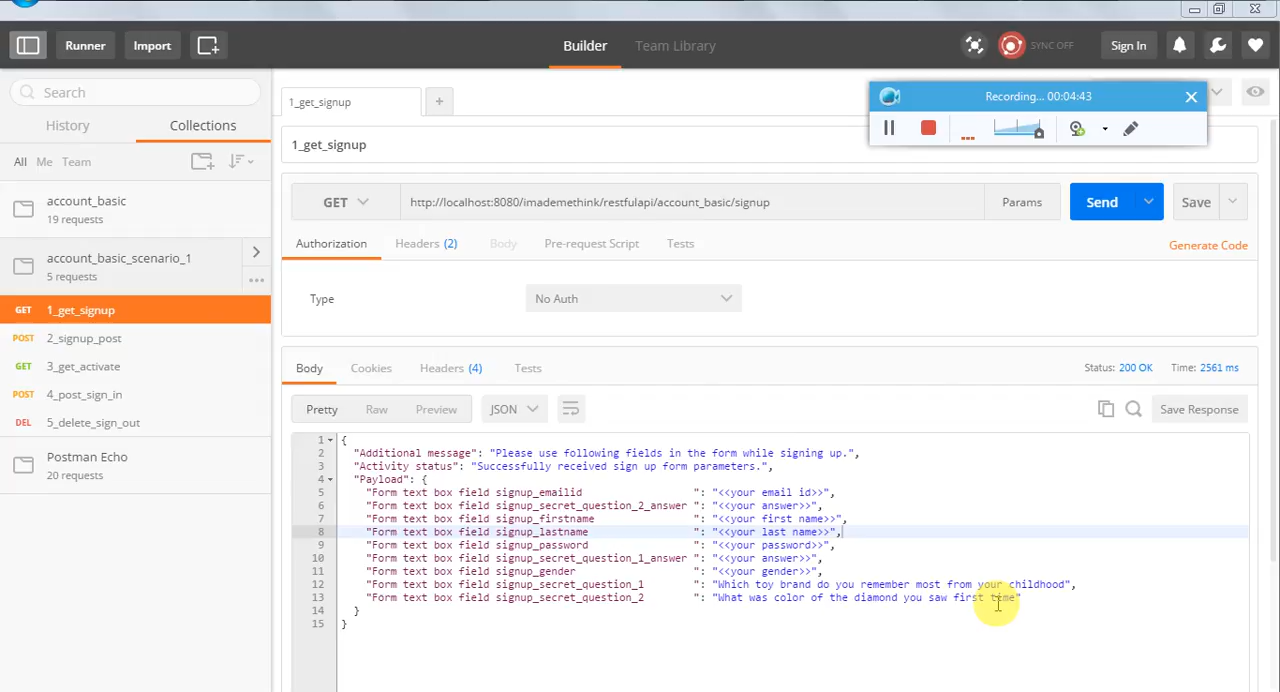 Runner
Import
Builder
Team Library
SYNC OFF
Sign In
Search
History
Collections
All
Me
Team
account_basic
19 requests
account_basic_scenario_1
5 requests
GET 1_get_signup
POST 2_signup_post
GET 3_get_activate
POST 4_post_sign_in
DEL 5_delete_sign_out
Postman Echo
20 requests
1_get_signup
+
Recording... 00:04:43
1_get_signup
GET
http://localhost:8080/imademethink/restfulapi/account_basic/signup
Params
Send
Save
Authorization
Headers (2)
Body
Pre-request Script
Tests
Generate Code
Type
No Auth
Body
Cookies
Headers (4)
Tests
Status: 200 OK
Time: 2561 ms
Pretty
Raw
Preview
JSON
Save Response
1 {
2 "Additional message": "Please use following fields in the form while signing up.",
3 "Activity status": "Successfully received sign up form parameters.",
4 "Payload": {
5 "Form text box field signup_emailid ": "<<your email id>>",
6 "Form text box field signup_secret_question_2_answer ": "<<your answer>>",
7 "Form text box field signup_firstname ": "<<your first name>>",
8 "Form text box field signup_lastname ": "<<your last name>>",
9 "Form text box field signup_password ": "<<your password>>",
10 "Form text box field signup_secret_question_1_answer ": "<<your answer>>",
11 "Form text box field signup_gender ": "<<your gender>>",
12 "Form text box field signup_secret_question_1 ": "Which toy brand do you remember most from your childhood",
13 "Form text box field signup_secret_question_2 ": "What was color of the diamond you saw first time"
14 }
15 }